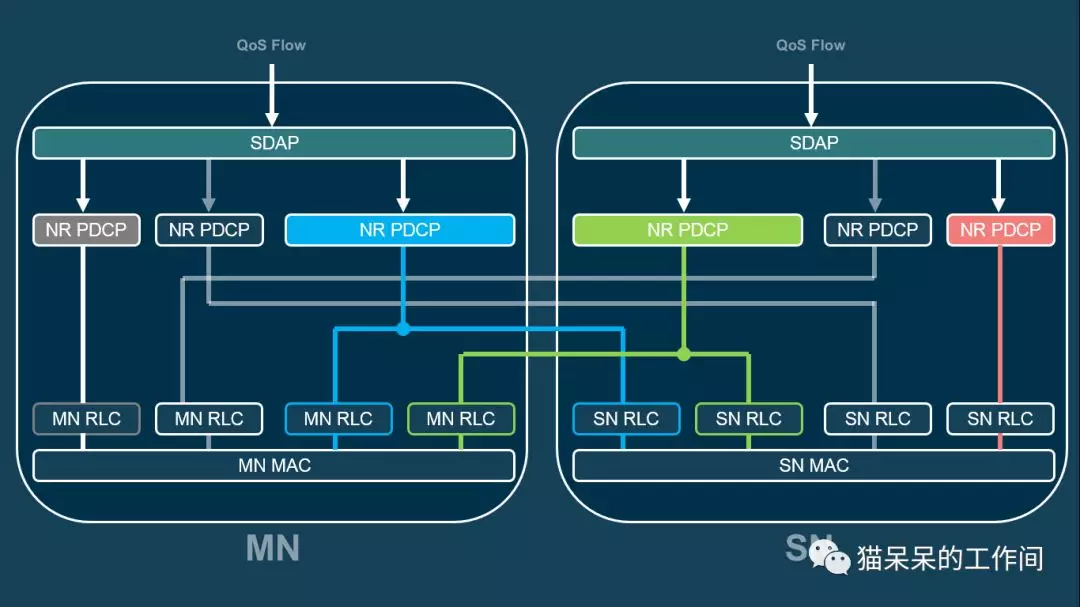 QoS Flow
QoS Flow
SDAP
SDAP
NR PDCP
NR PDCP
NR PDCP
NR PDCP
NR PDCP
NR PDCP
MN RLC
MN RLC
MN RLC
MN RLC
SN RLC
SN RLC
SN RLC
SN RLC
MN MAC
SN MAC
MN
SN
猫呆呆的工作间